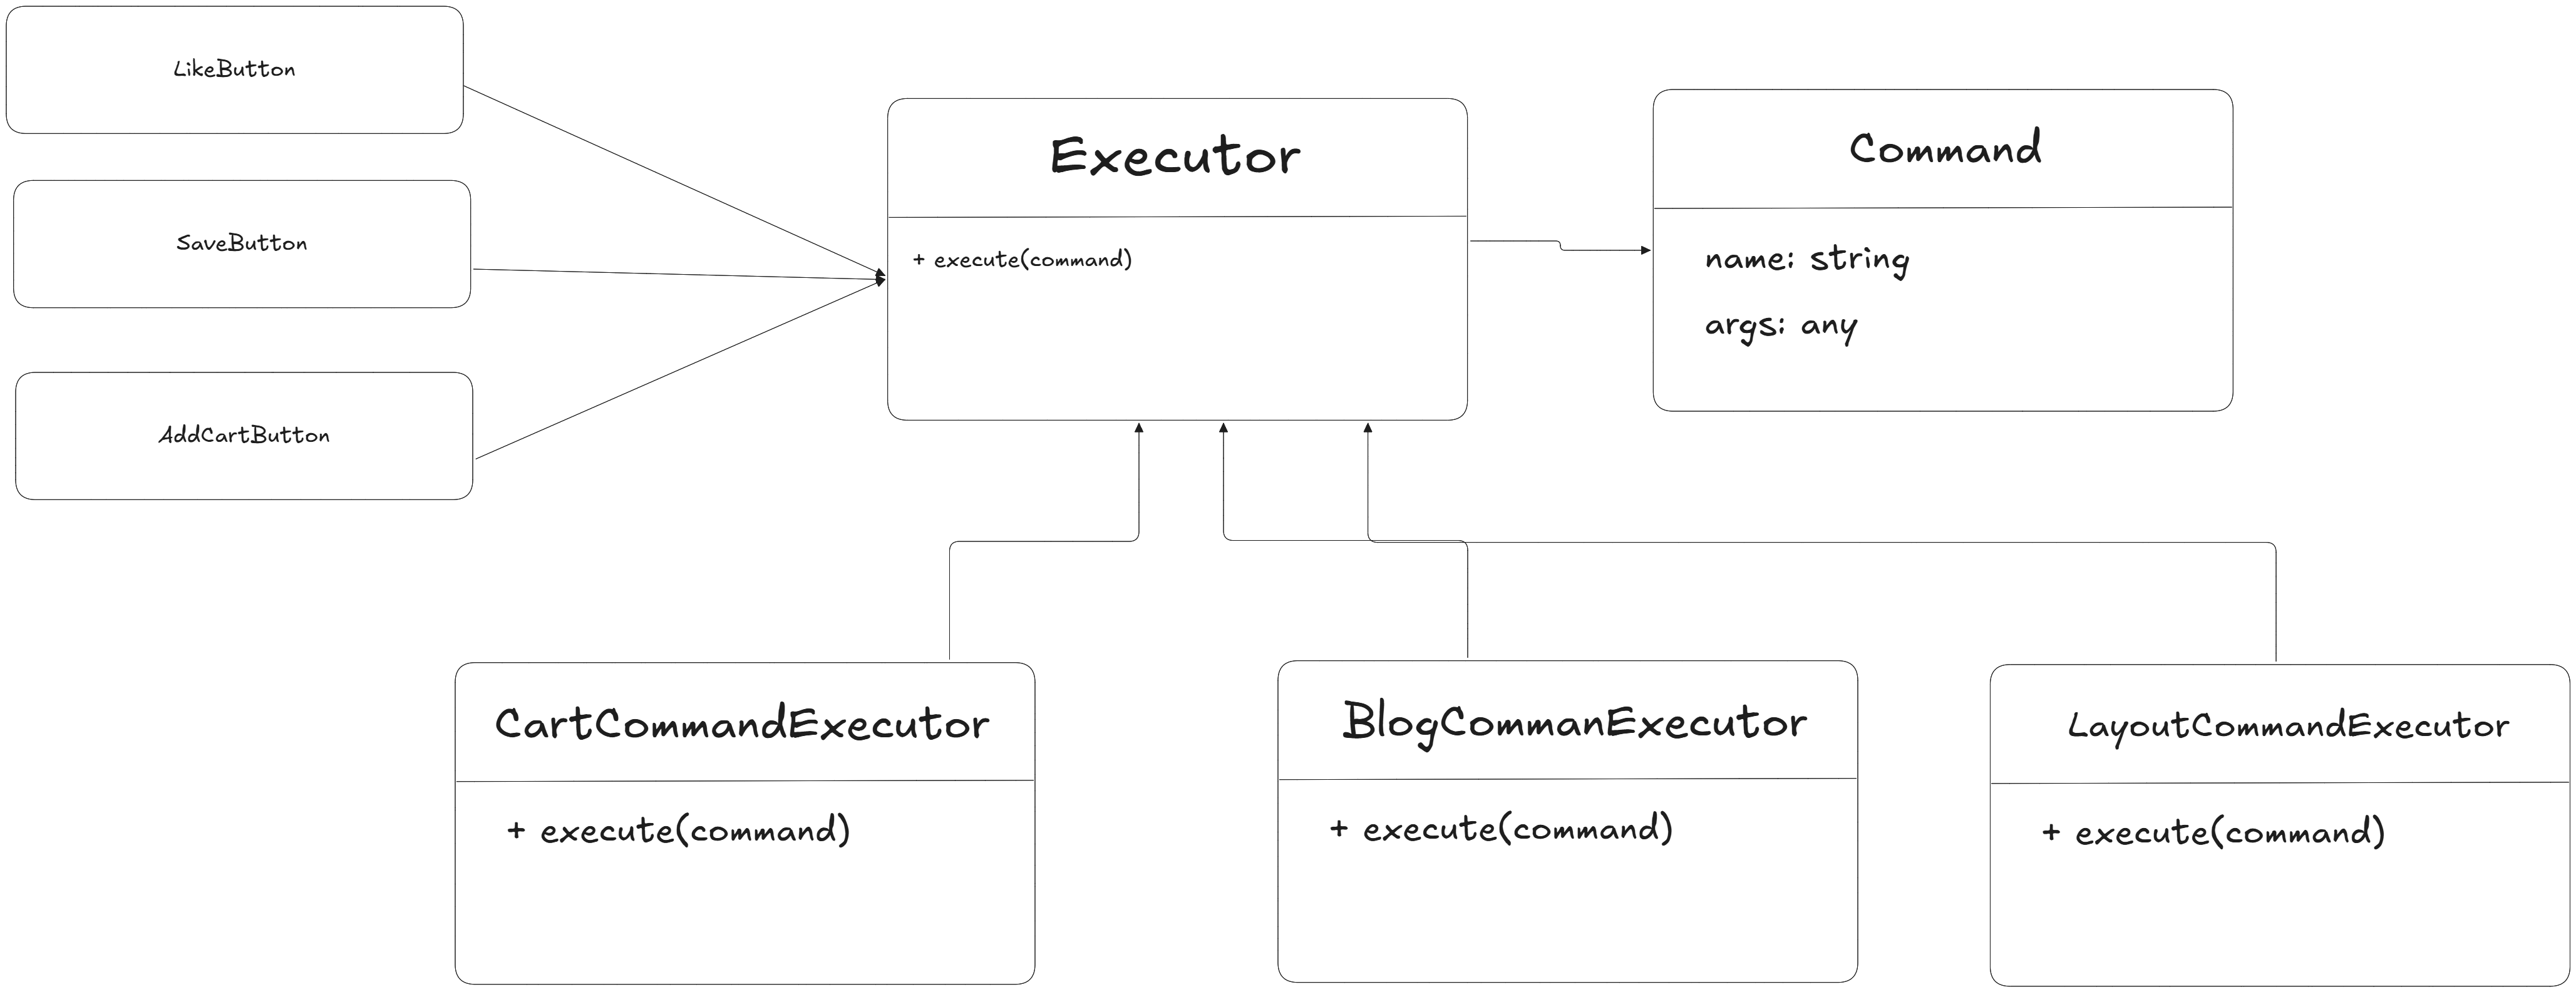 LikeButton
SaveButton
AddCartButton
Executor
+ execute(command)
Command
name: string
args: any
CartCommandExecutor
+ execute(command)
BlogCommanExecutor
+ execute(command)
LayoutCommandExecutor
+ execute(command)